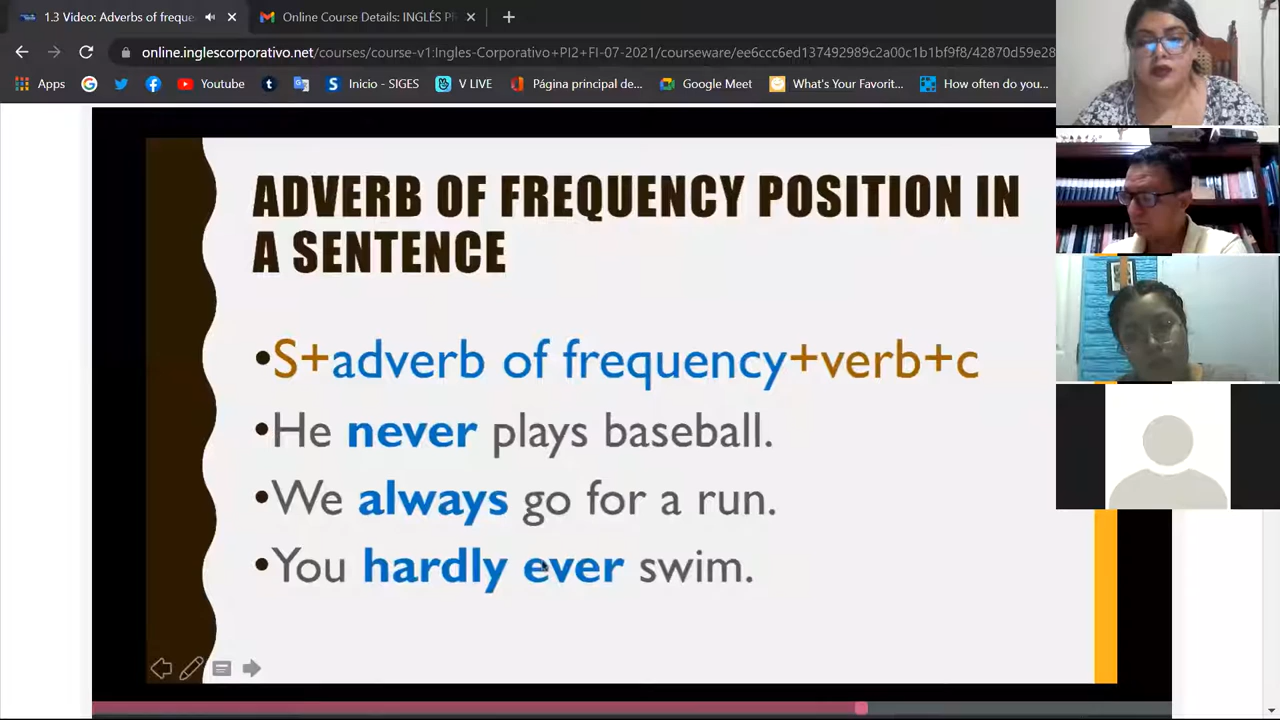 1.3 Video: Adverbs of freque
Online Course Details: INGLÉS P
online.inglescorporativo.net/courses/course-v1:Ingles-Corporativo+PI2+FI-07-2021/courseware/ee6ccc6ed137492989c2a00c1b1bf9f8/42870d59e28
Apps
Youtube
Inicio - SIGES
V LIVE
Página principal de...
Google Meet
What's Your Favorit...
How often do you...
ADVERB OF FREQUENCY POSITION IN
A SENTENCE
•S+adverb of frequency+verb+c
•He never plays baseball.
•We always go for a run.
•You hardly ever swim.